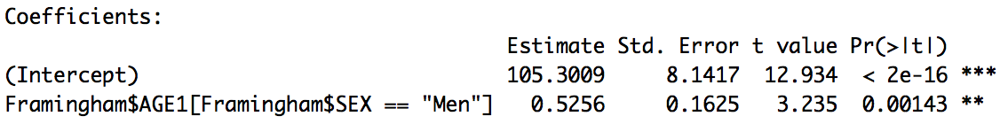 Coefficients:
Estimate Std. Error t value Pr(>|t|)
(Intercept) 105.3009 8.1417 12.934 < 2e-16 ***
Framingham$AGE1[Framingham$SEX == "Men"] 0.5256 0.1625 3.235 0.00143 **